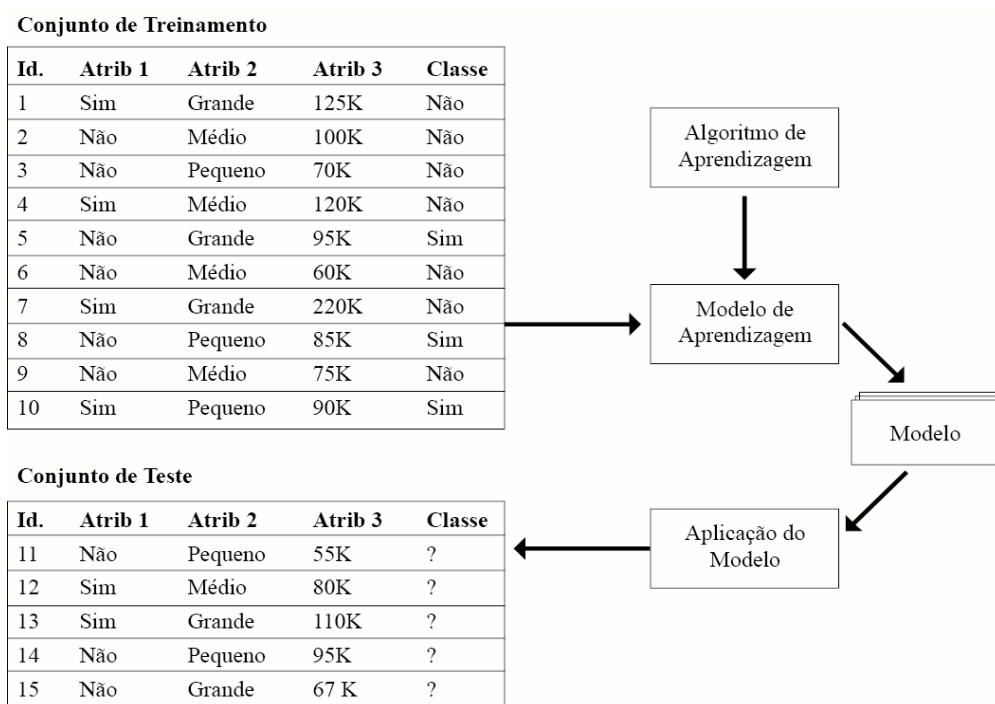 Conjunto de Treinamento
Id. Atrib 1 Atrib 2 Atrib 3 Classe
1 Sim Grande 125K Não
2 Não Médio 100K Não
3 Não Pequeno 70K Não
4 Sim Médio 120K Não
5 Não Grande 95K Sim
6 Não Médio 60K Não
7 Sim Grande 220K Não
8 Não Pequeno 85K Sim
9 Não Médio 75K Não
10 Sim Pequeno 90K Sim
Algoritmo de
Aprendizagem
Modelo de
Aprendizagem
Modelo
Aplicação do
Modelo
Conjunto de Teste
Id. Atrib 1 Atrib 2 Atrib 3 Classe
11 Não Pequeno 55K ?
12 Sim Médio 80K ?
13 Sim Grande 110K ?
14 Não Pequeno 95K ?
15 Não Grande 67 K ?